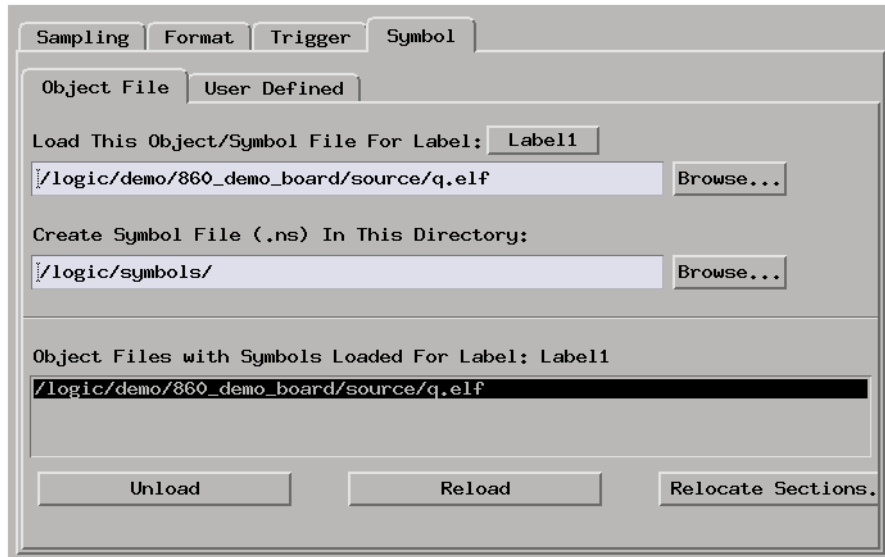 Sampling Format Trigger Symbol
Object File User Defined
Load This Object/Symbol File For Label: Label1
/logic/demo/860_demo_board/source/q.elf Browse...
Create Symbol File (.ns) In This Directory:
/logic/symbols/ Browse...
Object Files with Symbols Loaded For Label: Label1
/logic/demo/860_demo_board/source/q.elf
Unload Reload Relocate Sections.